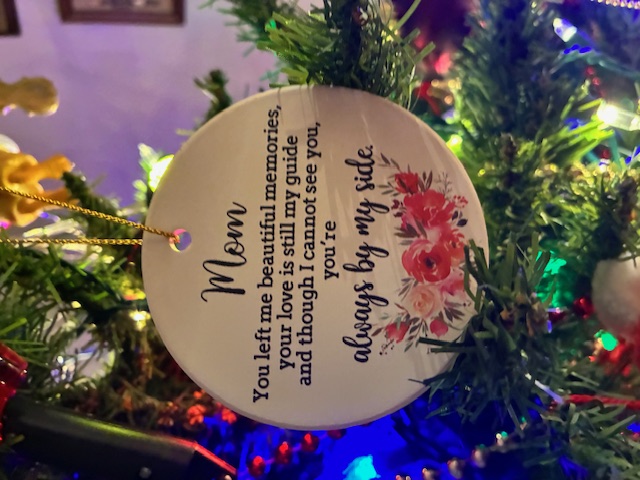 Mom
You left me beautiful memories,
your love is still my guide
and though I cannot see you,
you're
always by my side.